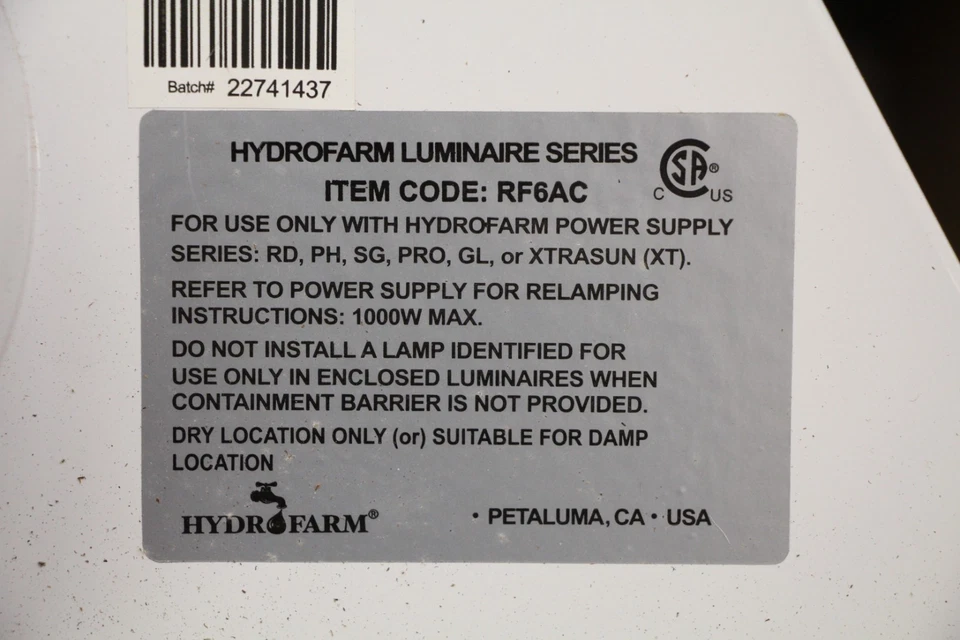 Batch# 22741437
HYDROFARM LUMINAIRE SERIES
ITEM CODE: RF6AC
CSA®
C US
FOR USE ONLY WITH HYDROFARM POWER SUPPLY
SERIES: RD, PH, SG, PRO, GL, or XTRASUN (XT).
REFER TO POWER SUPPLY FOR RELAMPING
INSTRUCTIONS: 1000W MAX.
DO NOT INSTALL A LAMP IDENTIFIED FOR
USE ONLY IN ENCLOSED LUMINAIRES WHEN
CONTAINMENT BARRIER IS NOT PROVIDED.
DRY LOCATION ONLY (or) SUITABLE FOR DAMP
LOCATION
HYDROFARM®
• PETALUMA, CA • USA